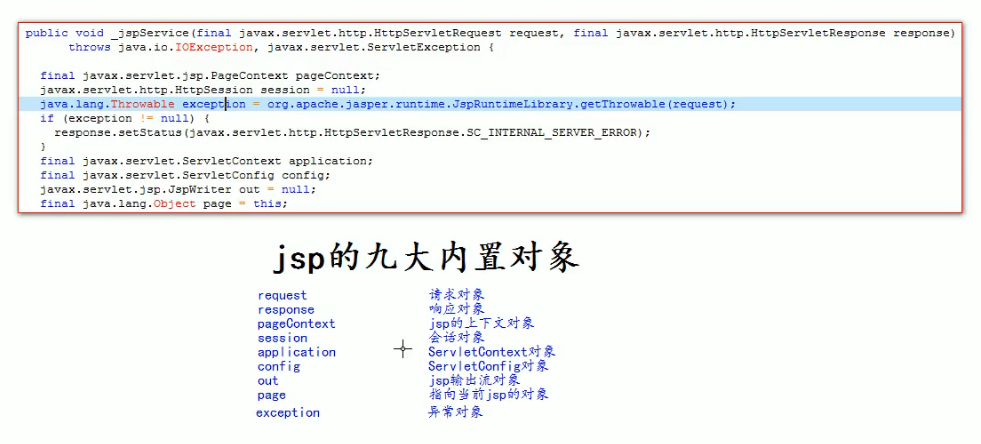 public void _jspService(final javax.servlet.http.HttpServletRequest request, final javax.servlet.http.HttpServletResponse response)
throws java.io.IOException, javax.servlet.ServletException {
final javax.servlet.jsp.PageContext pageContext;
javax.servlet.http.HttpSession session = null;
java.lang.Throwable exception = org.apache.jasper.runtime.JspRuntimeLibrary.getThrowable(request);
if (exception != null) {
response.setStatus(javax.servlet.http.HttpServletResponse.SC_INTERNAL_SERVER_ERROR);
}
final javax.servlet.ServletContext application;
final javax.servlet.ServletConfig config;
javax.servlet.jsp.JspWriter out = null;
final java.lang.Object page = this;
jsp的九大内置对象
request 请求对象
response 响应对象
pageContext jsp的上下文对象
session 会话对象
application ServletContext对象
config ServletConfig对象
out jsp输出流对象
page 指向当前jsp的对象
exception 异常对象